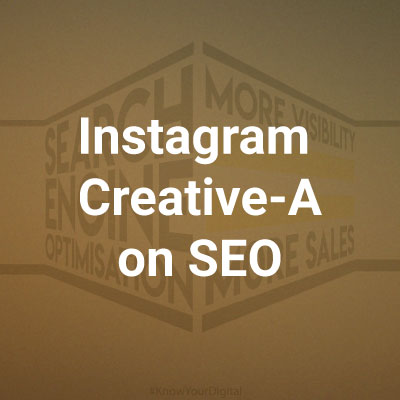 Instagram
Creative-A
on SEO
SEARCH
ENGINE
OPTIMISATION
MORE VISIBILITY
MORE SALES
#KnowYourDigital